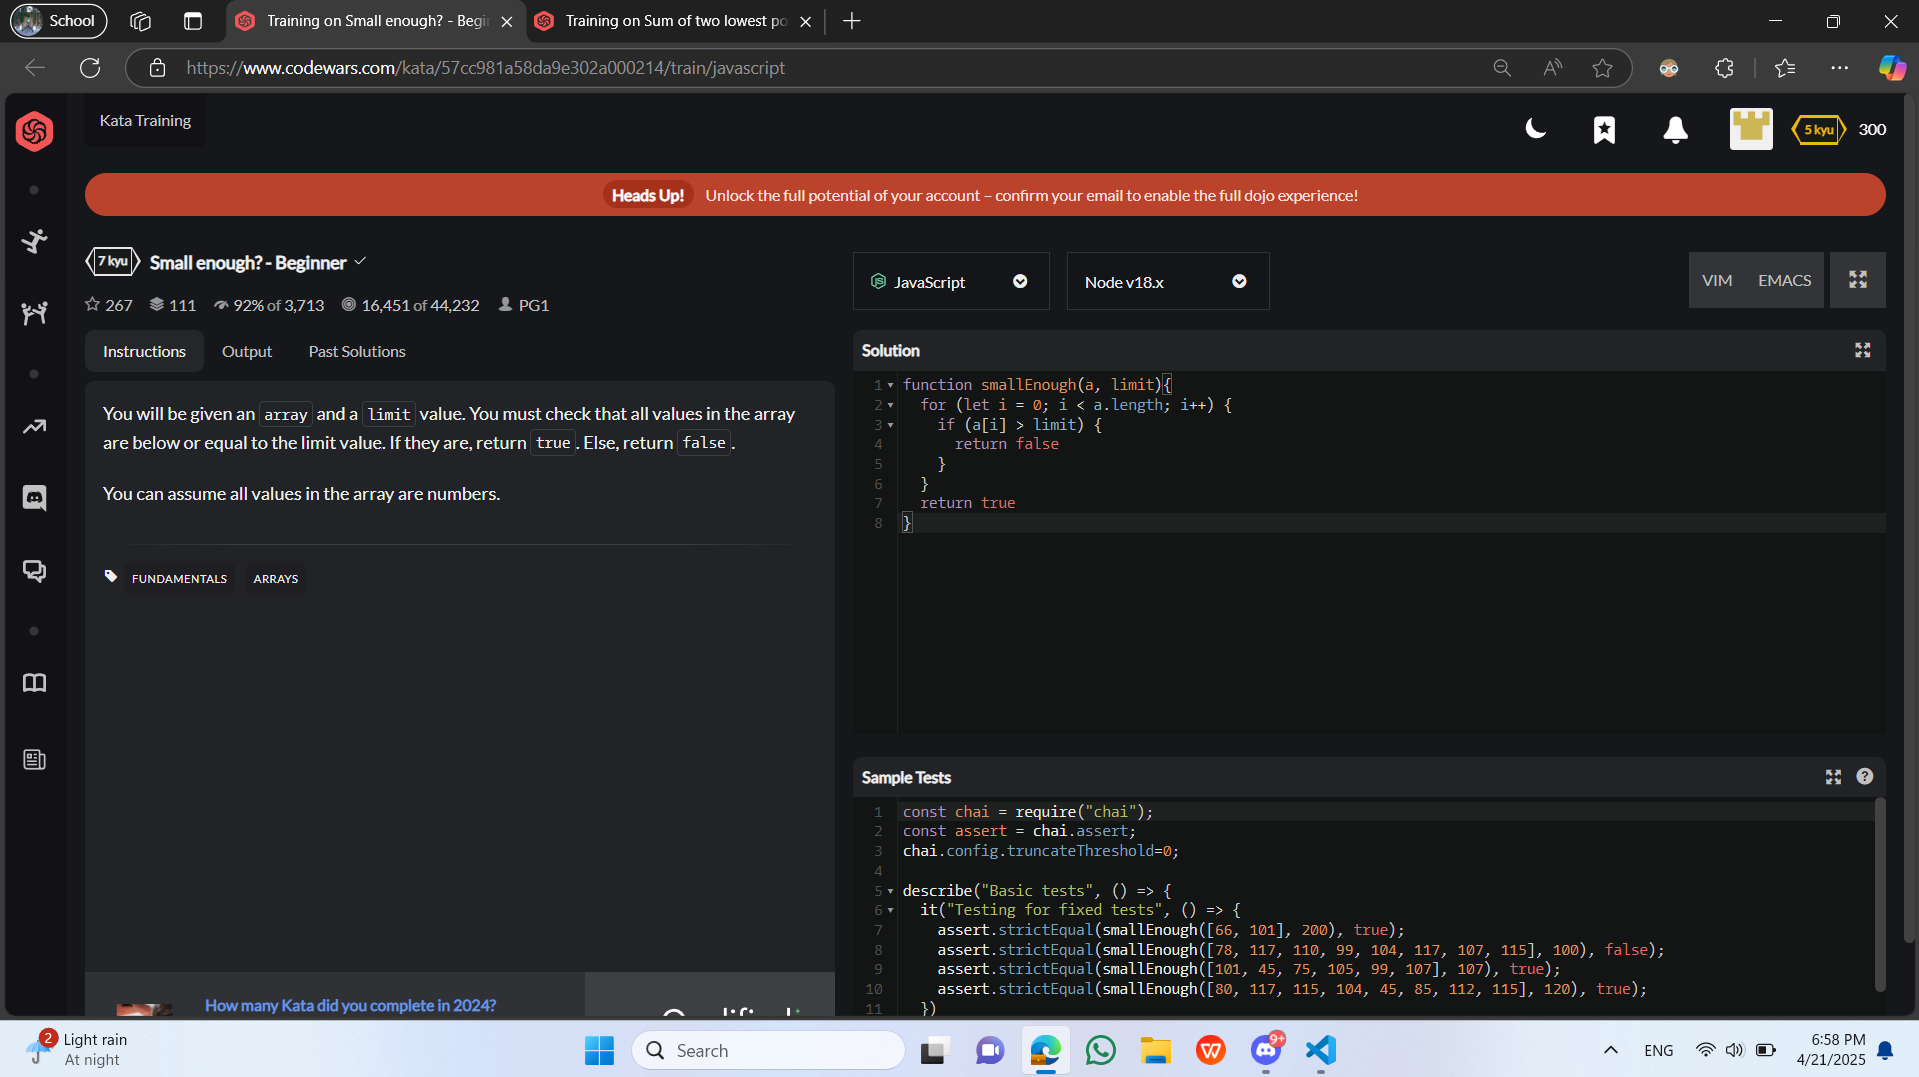 School
Training on Small enough? - Begi
Training on Sum of two lowest po
https://www.codewars.com/kata/57cc981a58da9e302a000214/train/javascript
Kata Training
5 kyu
300
Heads Up! Unlock the full potential of your account – confirm your email to enable the full dojo experience!
7 kyu
Small enough? - Beginner
267
111
92% of 3,713
16,451 of 44,232
PG1
Instructions
Output
Past Solutions
You will be given an array and a limit value. You must check that all values in the array
are below or equal to the limit value. If they are, return true. Else, return false.
You can assume all values in the array are numbers.
FUNDAMENTALS
ARRAYS
How many Kata did you complete in 2024?
JavaScript
Node v18.x
VIM
EMACS
Solution
1 function smallEnough(a, limit){
2 for (let i = 0; i < a.length; i++) {
3 if (a[i] > limit) {
4 return false
5 }
6 }
7 return true
8 }
Sample Tests
1 const chai = require("chai");
2 const assert = chai.assert;
3 chai.config.truncateThreshold=0;
4
5 describe("Basic tests", () => {
6 it("Testing for fixed tests", () => {
7 assert.strictEqual(smallEnough([66, 101], 200), true);
8 assert.strictEqual(smallEnough([78, 117, 110, 99, 104, 117, 107, 115], 100), false);
9 assert.strictEqual(smallEnough([101, 45, 75, 105, 99, 107], 107), true);
10 assert.strictEqual(smallEnough([80, 117, 115, 104, 45, 85, 112, 115], 120), true);
11 })
2
Light rain
At night
Search
9+
ENG
6:58 PM
4/21/2025